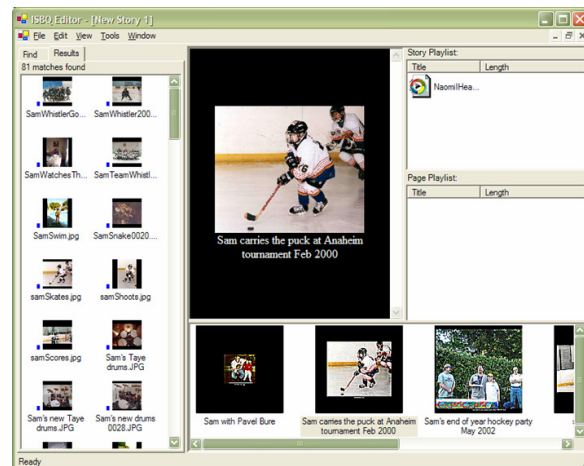 ISBQ Editor - [New Story 1]
File Edit View Tools Window
Find Results
81 matches found
SamWhistlerGo... SamWhistler200...
SamWatchesTh... SamTeamWhistl...
SamSwim.jpg SamSnake0020....
samSkates.jpg samShoots.jpg
samScores.jpg Sam's Taye
drums.JPG
Sam's new Taye Sam's new drums
drums.JPG 0028.JPG
Sam carries the puck at Anaheim
tournament Feb 2000
Story Playlist:
Title Length
NaomiIHea...
Page Playlist:
Title Length
Sam with Pavel Bure
Sam carries the puck at Anaheim
tournament Feb 2000
Sam's end of year hockey party
May 2002
Ready